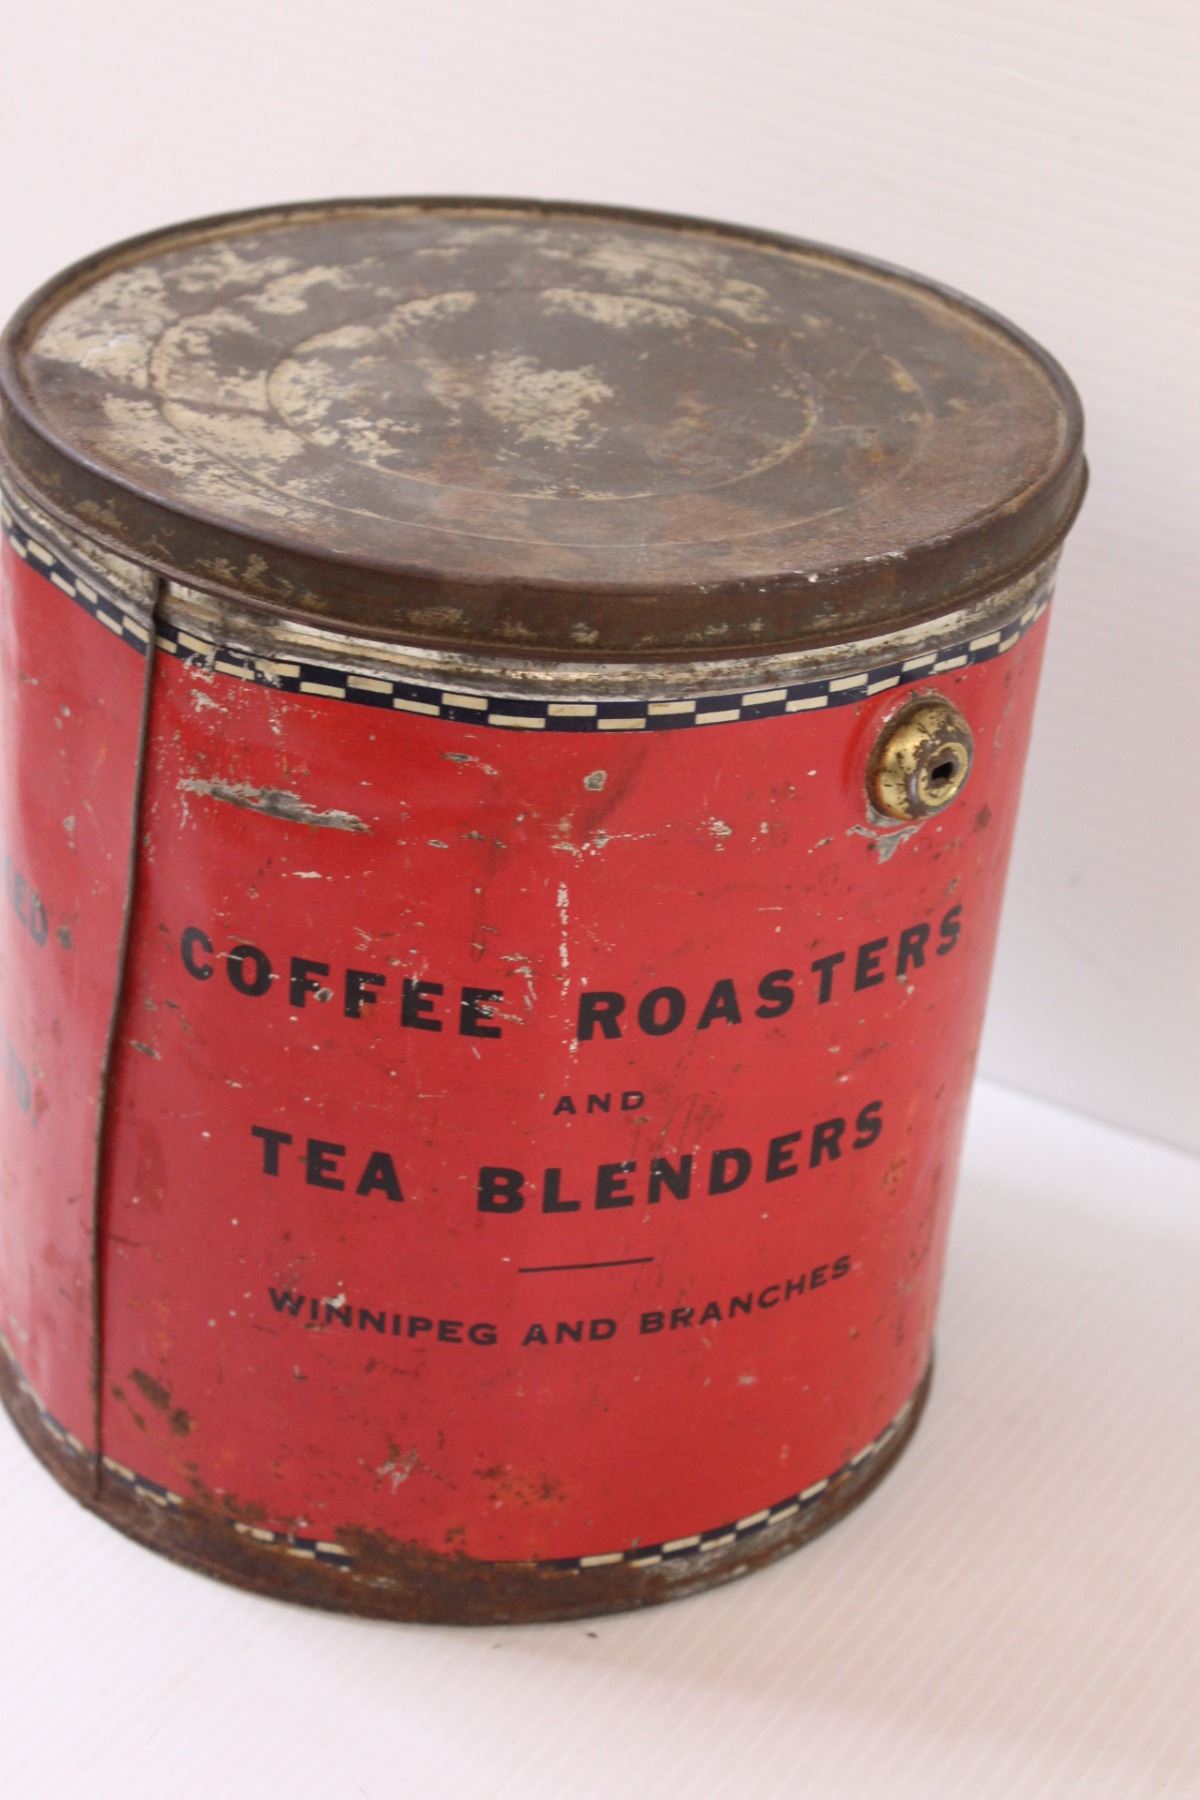 COFFEE ROASTERS
AND
TEA BLENDERS
WINNIPEG AND BRANCHES